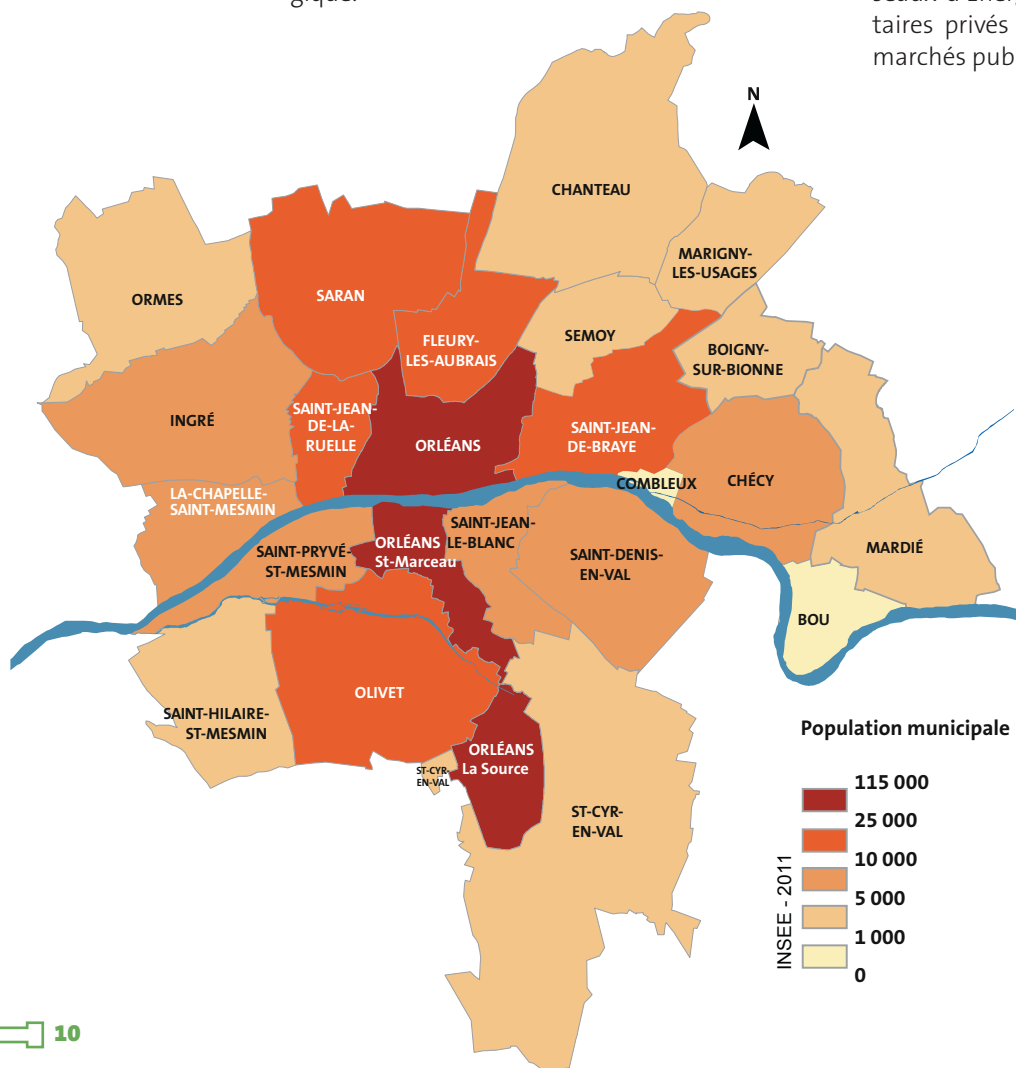 gique.
taires privés
marchés pub
N
CHANTEAU
MARIGNY-
LES-USAGES
ORMES
SARAN
FLEURY-
LES-AUBRAIS
SEMOY
BOIGNY-
SUR-BIONNE
INGRÉ
SAINT-JEAN-
DE-LA-
RUELLE
ORLÉANS
SAINT-JEAN-
DE-BRAYE
COMBLEUX
CHÉCY
LA-CHAPELLE-
SAINT-MESMIN
SAINT-PRYVÉ-
ST-MESMIN
ORLÉANS
St-Marceau
SAINT-JEAN-
LE-BLANC
SAINT-DENIS-
EN-VAL
MARDIÉ
BOU
OLIVET
SAINT-HILAIRE-
ST-MESMIN
ST-CYR-
EN-VAL
ORLÉANS
La Source
ST-CYR-
EN-VAL
Population municipale
115 000
25 000
10 000
5 000
1 000
0
INSEE - 2011
10